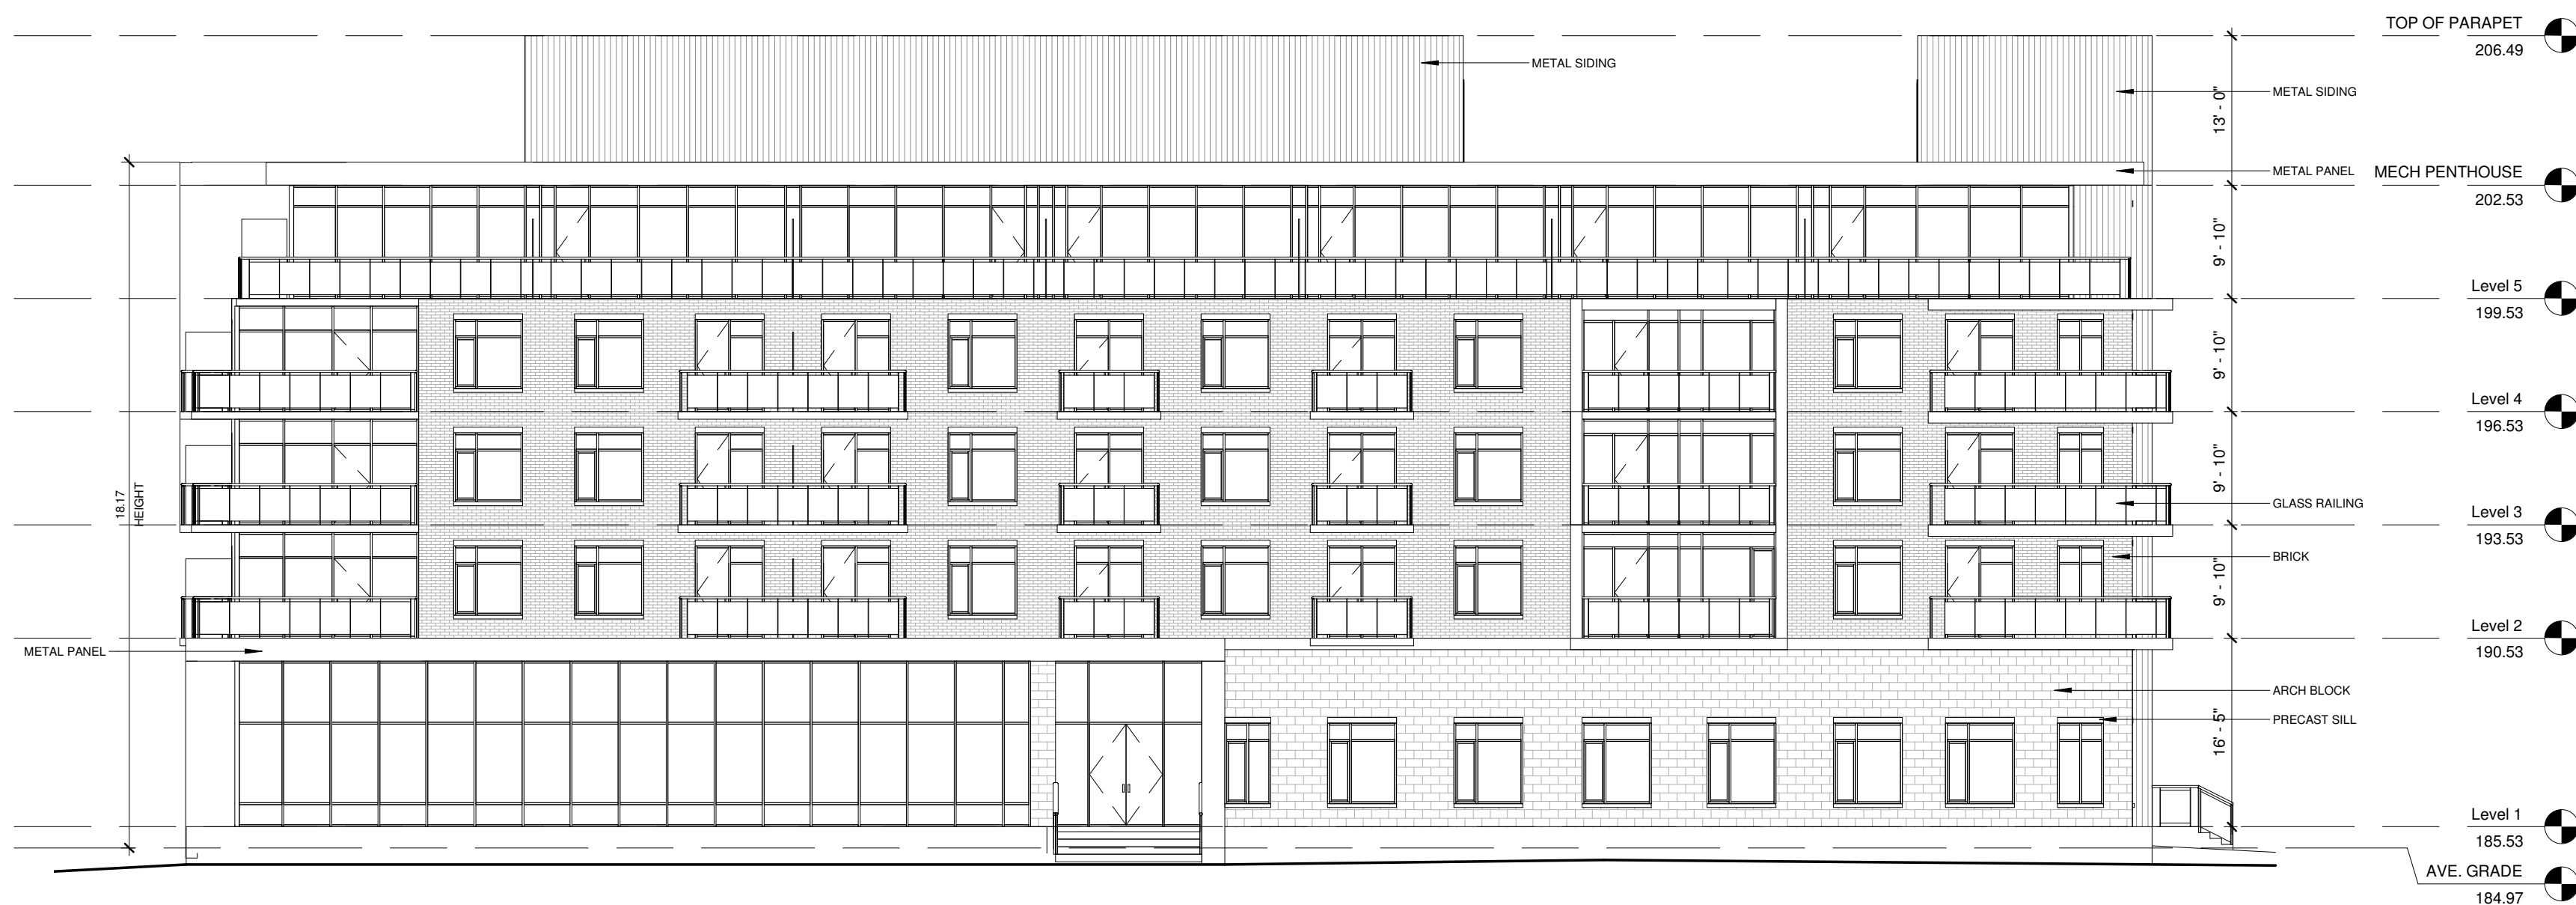 TOP OF PARAPET
206.49
METAL SIDING
METAL SIDING
13' - 0"
METAL PANEL
MECH PENTHOUSE
202.53
9' - 10"
Level 5
199.53
9' - 10"
Level 4
196.53
9' - 10"
18.17
HEIGHT
GLASS RAILING
Level 3
193.53
BRICK
9' - 10"
Level 2
190.53
METAL PANEL
ARCH BLOCK
PRECAST SILL
16' - 5"
Level 1
185.53
AVE. GRADE
184.97